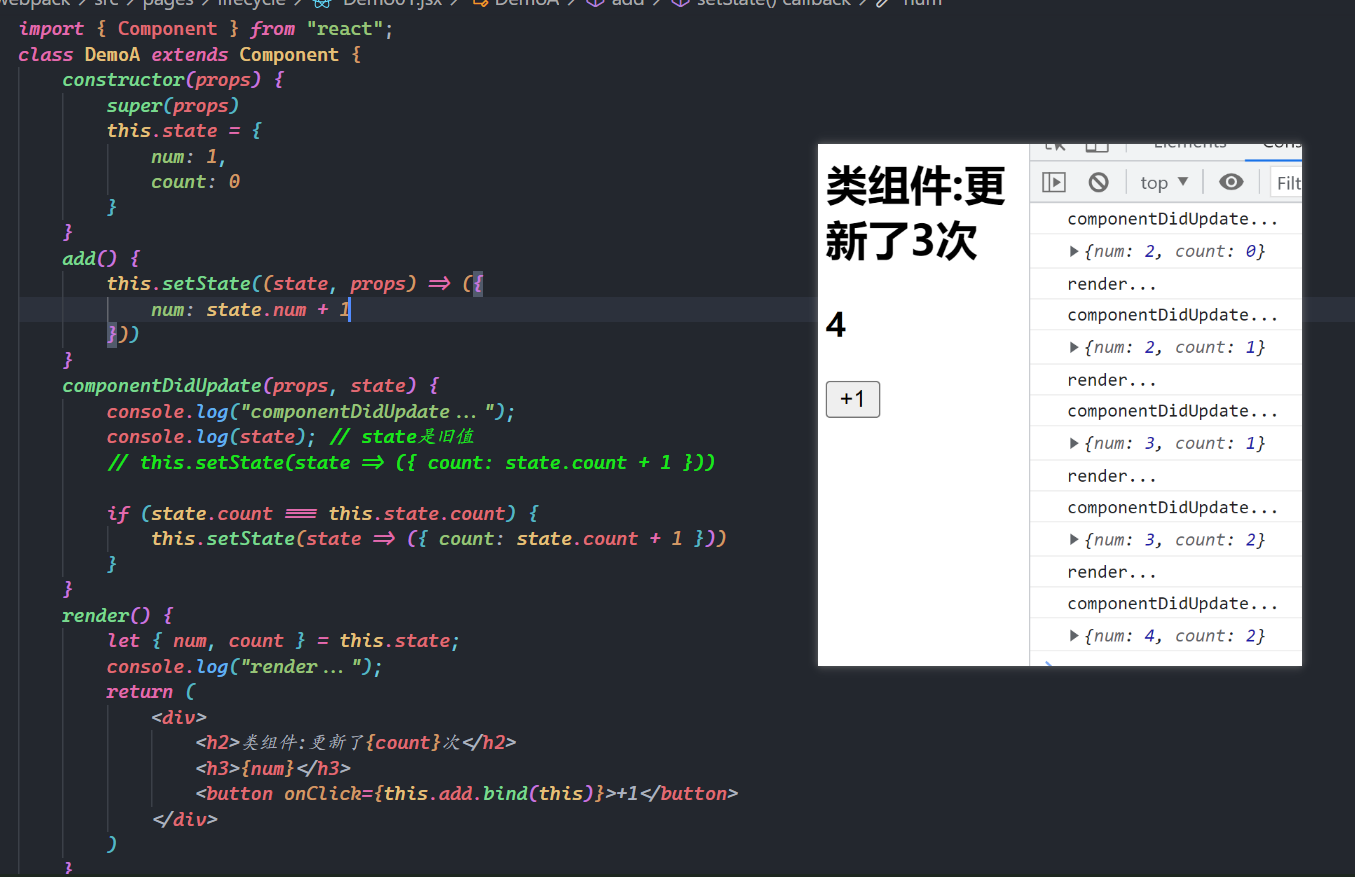 webpack > src > pages > lifecycle > Demo01.jsx > DemoA > add > setState() callback > num
import { Component } from "react";
class DemoA extends Component {
constructor(props) {
super(props)
this.state = {
num: 1,
count: 0
}
}
add() {
this.setState((state, props) => ({
num: state.num + 1
}))
}
componentDidUpdate(props, state) {
console.log("componentDidUpdate...");
console.log(state); // state是旧值
// this.setState(state => ({ count: state.count + 1 }))
if (state.count === this.state.count) {
this.setState(state => ({ count: state.count + 1 }))
}
}
render() {
let { num, count } = this.state;
console.log("render...");
return (
<div>
<h2>类组件:更新了{count}次</h2>
<h3>{num}</h3>
<button onClick={this.add.bind(this)}>+1</button>
</div>
)
}
类组件:更
新了3次
4
+1
Elements
top
Filt
componentDidUpdate...
{num: 2, count: 0}
render...
componentDidUpdate...
{num: 2, count: 1}
render...
componentDidUpdate...
{num: 3, count: 1}
render...
componentDidUpdate...
{num: 3, count: 2}
render...
componentDidUpdate...
{num: 4, count: 2}